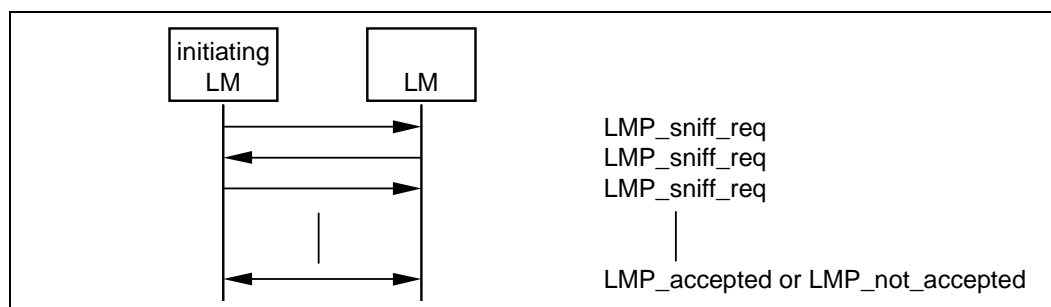 initiating
LM
LM
LMP_sniff_req
LMP_sniff_req
LMP_sniff_req
LMP_accepted or LMP_not_accepted